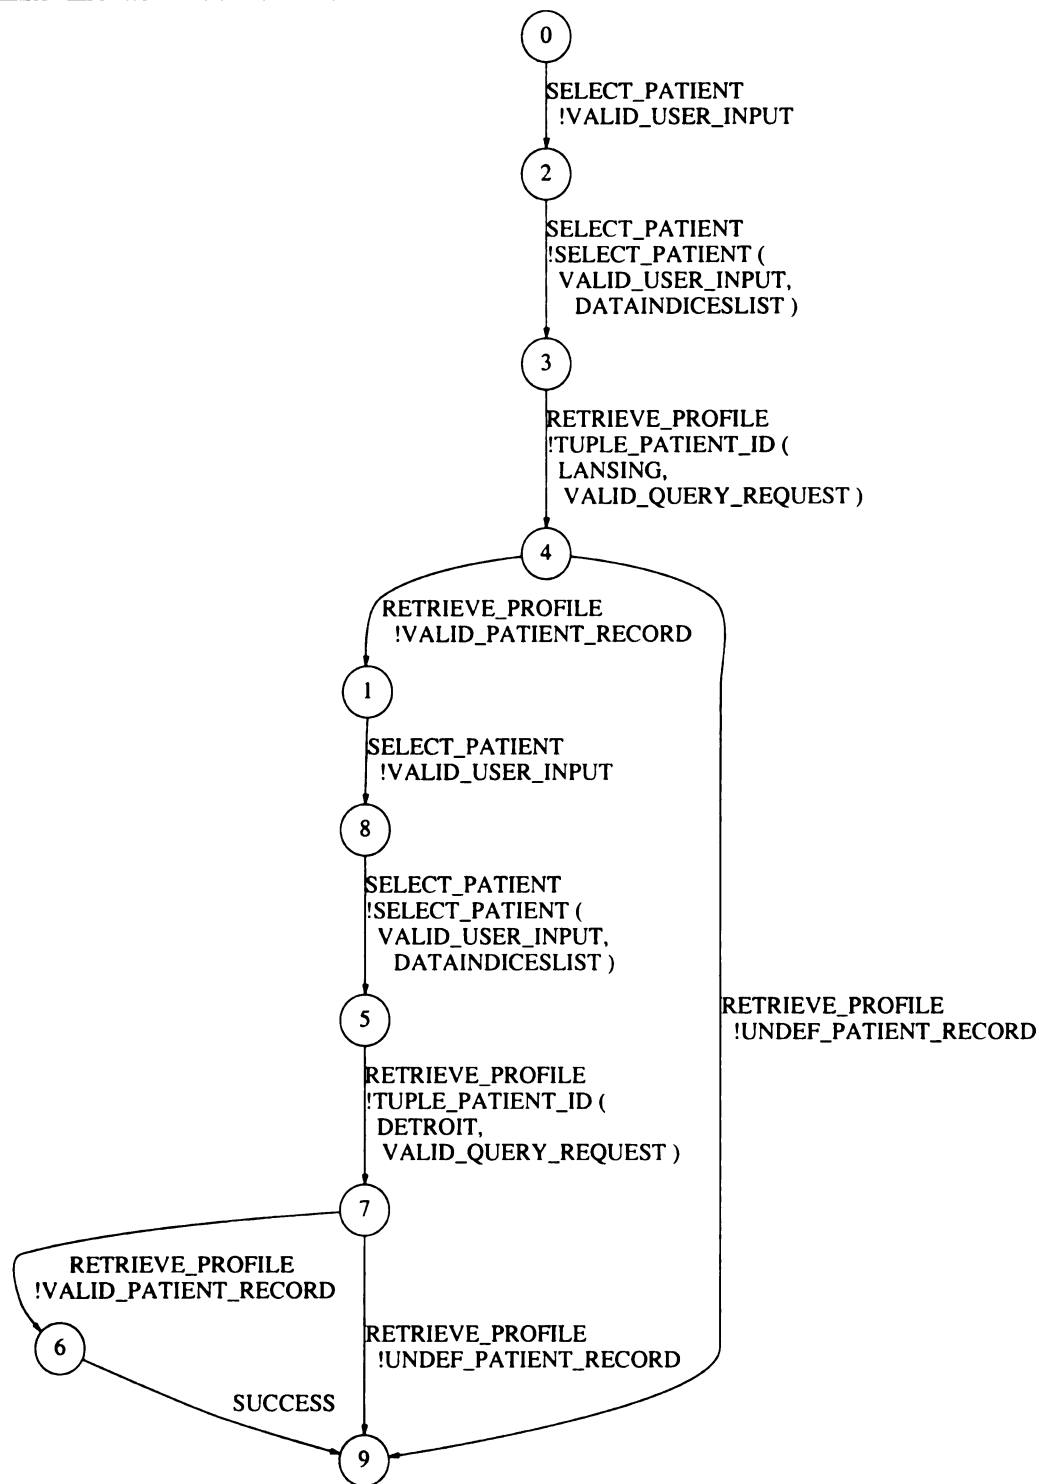 0
SELECT_PATIENT
!VALID_USER_INPUT
2
SELECT_PATIENT
!SELECT_PATIENT (
VALID_USER_INPUT,
DATAINDICESLIST )
3
RETRIEVE_PROFILE
!TUPLE_PATIENT_ID (
LANSING,
VALID_QUERY_REQUEST )
4
RETRIEVE_PROFILE
!VALID_PATIENT_RECORD
1
SELECT_PATIENT
!VALID_USER_INPUT
8
SELECT_PATIENT
!SELECT_PATIENT (
VALID_USER_INPUT,
DATAINDICESLIST )
5
RETRIEVE_PROFILE
!UNDEF_PATIENT_RECORD
RETRIEVE_PROFILE
!TUPLE_PATIENT_ID (
DETROIT,
VALID_QUERY_REQUEST )
7
RETRIEVE_PROFILE
!VALID_PATIENT_RECORD
RETRIEVE_PROFILE
!UNDEF_PATIENT_RECORD
6
SUCCESS
9